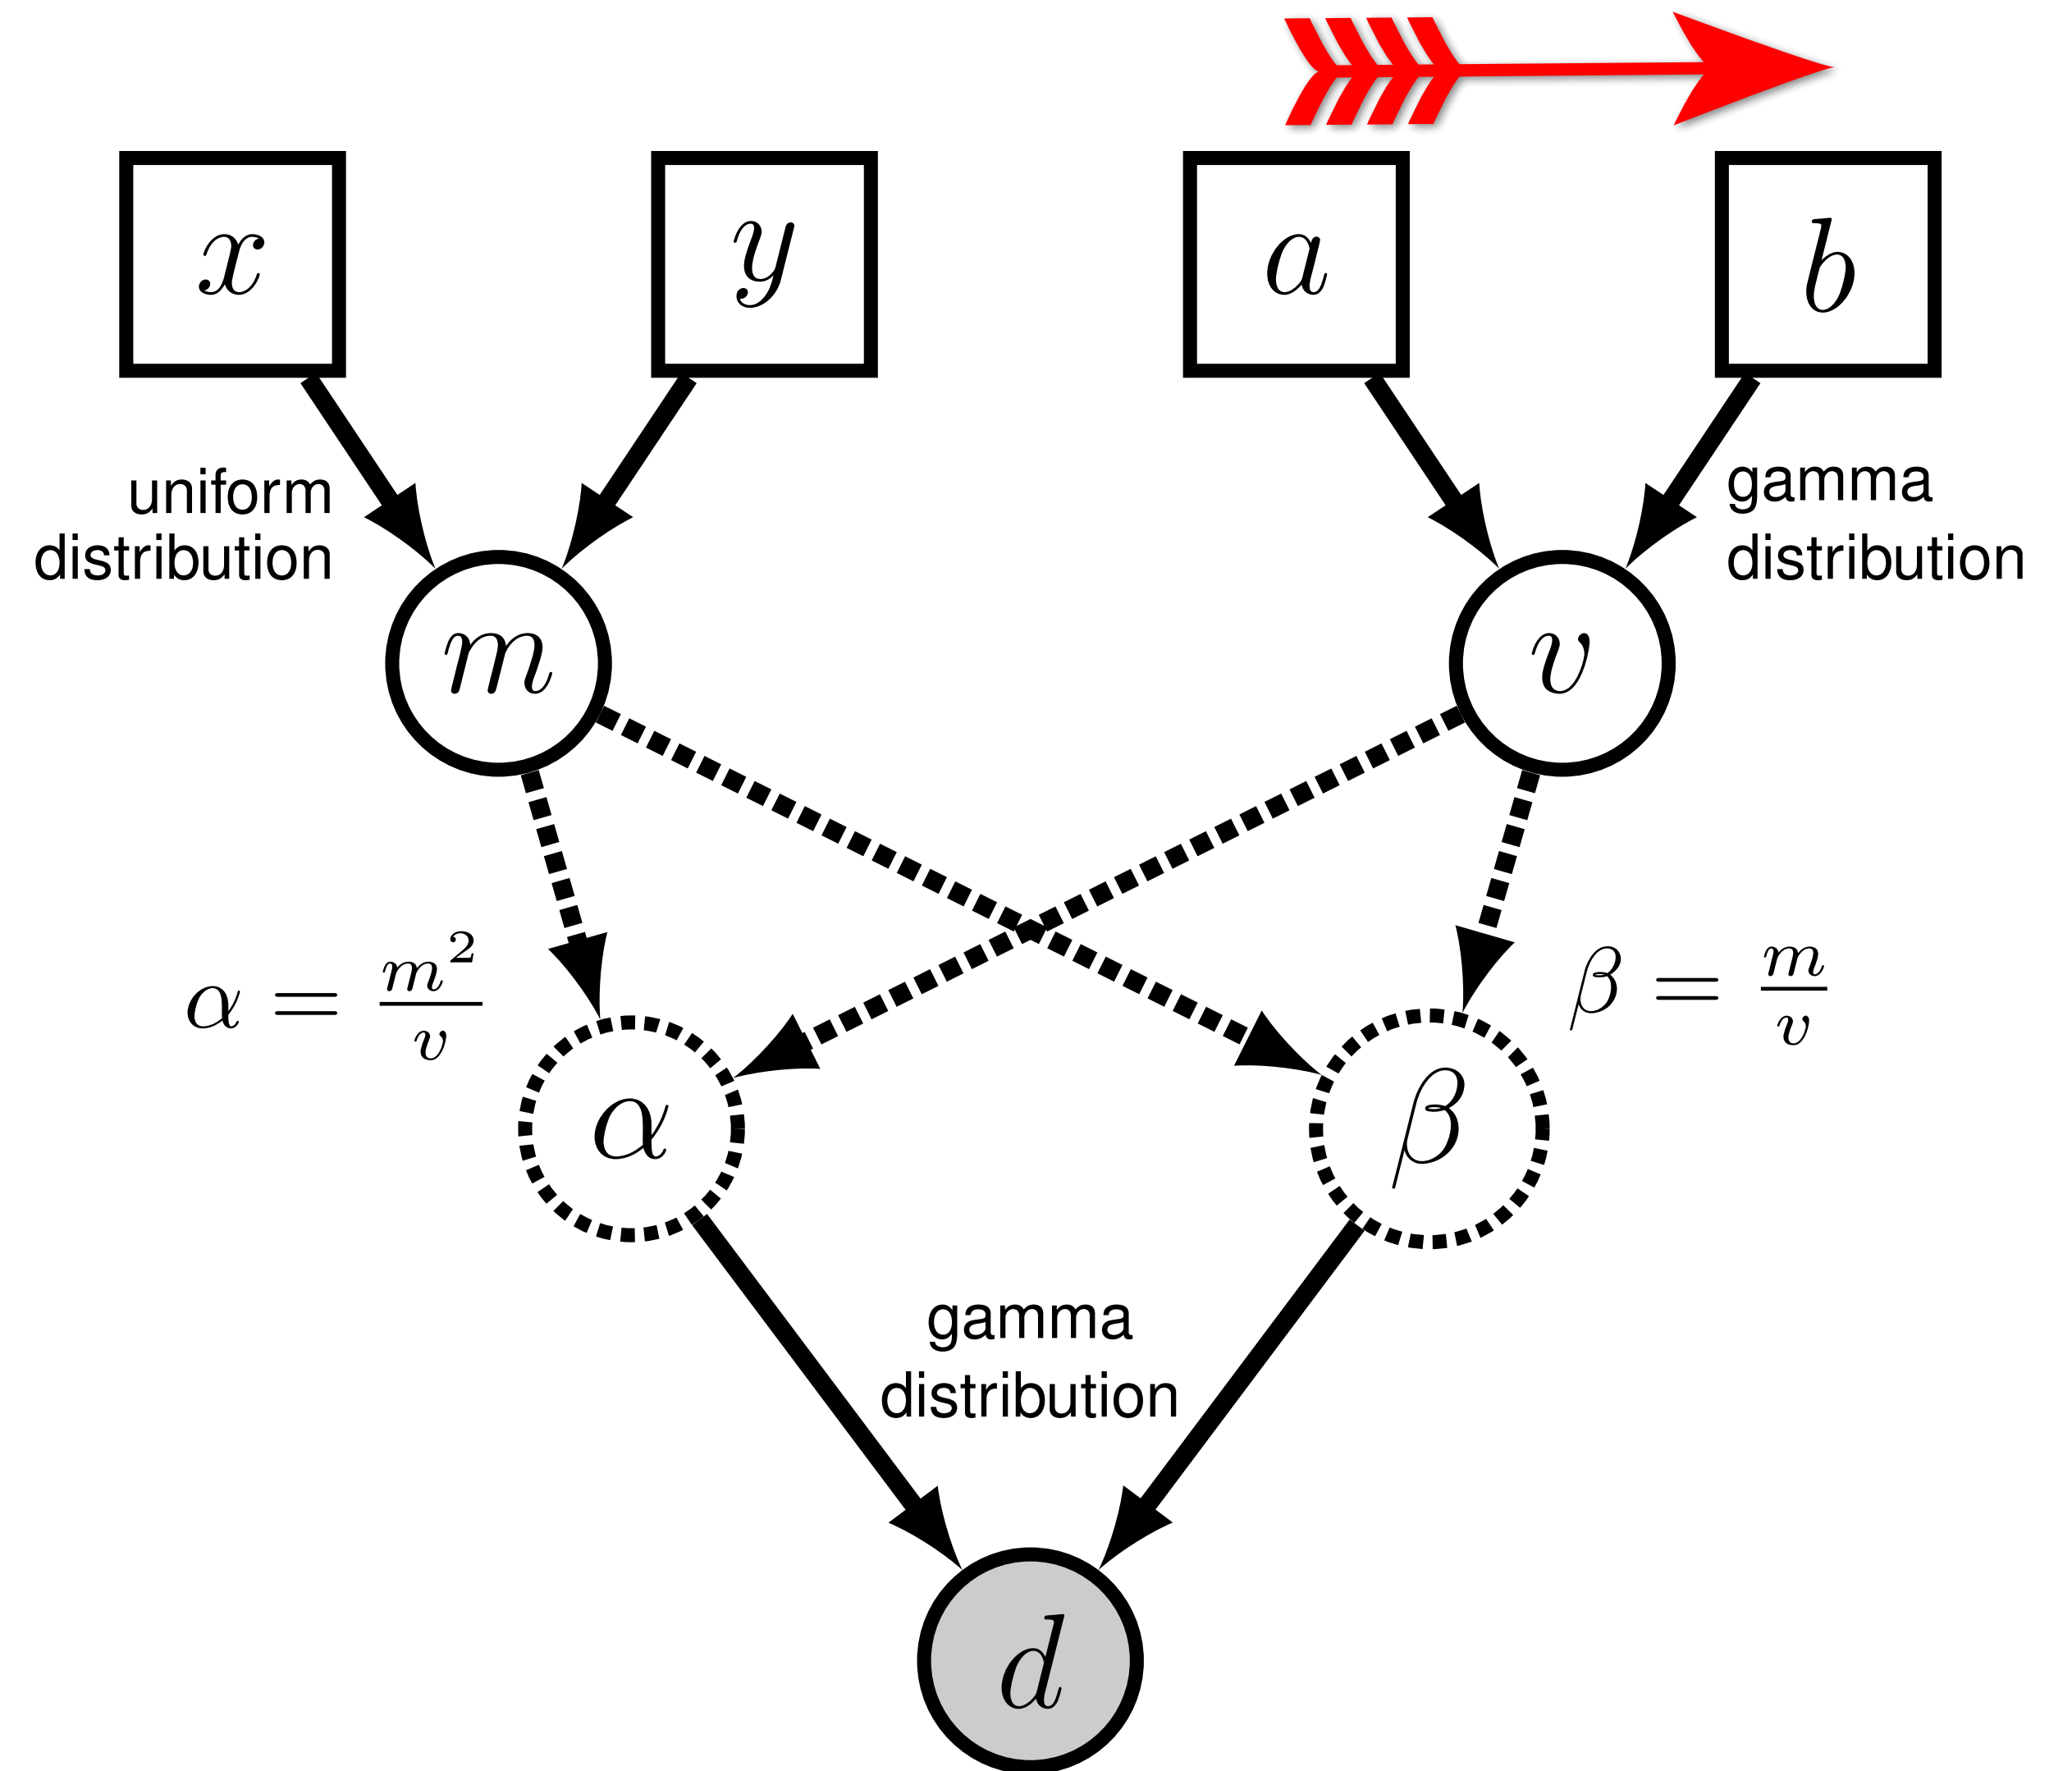 x
y
a
b
uniform
distribution
gamma
distribution
m
v
α = m²/v
β = m/v
α
β
gamma
distribution
d